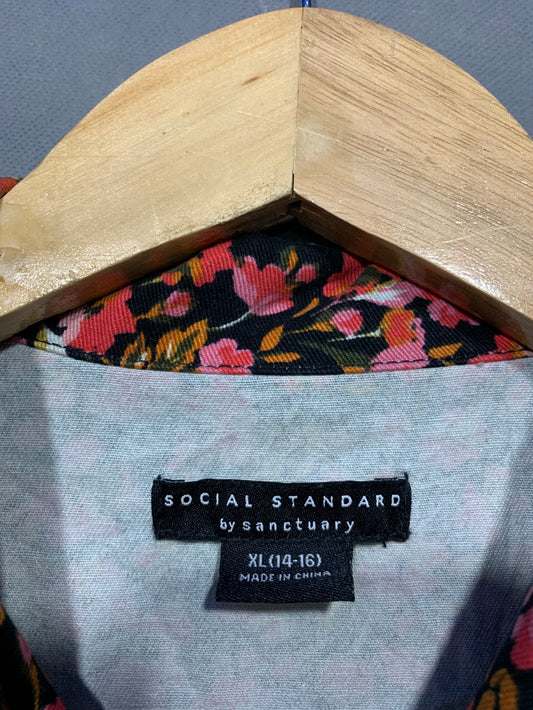 SOCIAL STANDARD
by sanctuary
XL(14-16)
MADE IN CHINA